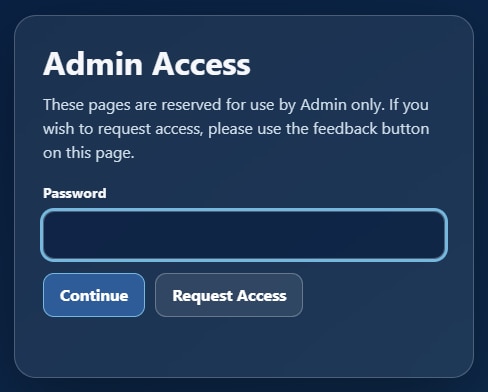 Admin Access
These pages are reserved for use by Admin only. If you
wish to request access, please use the feedback button
on this page.
Password
Continue
Request Access